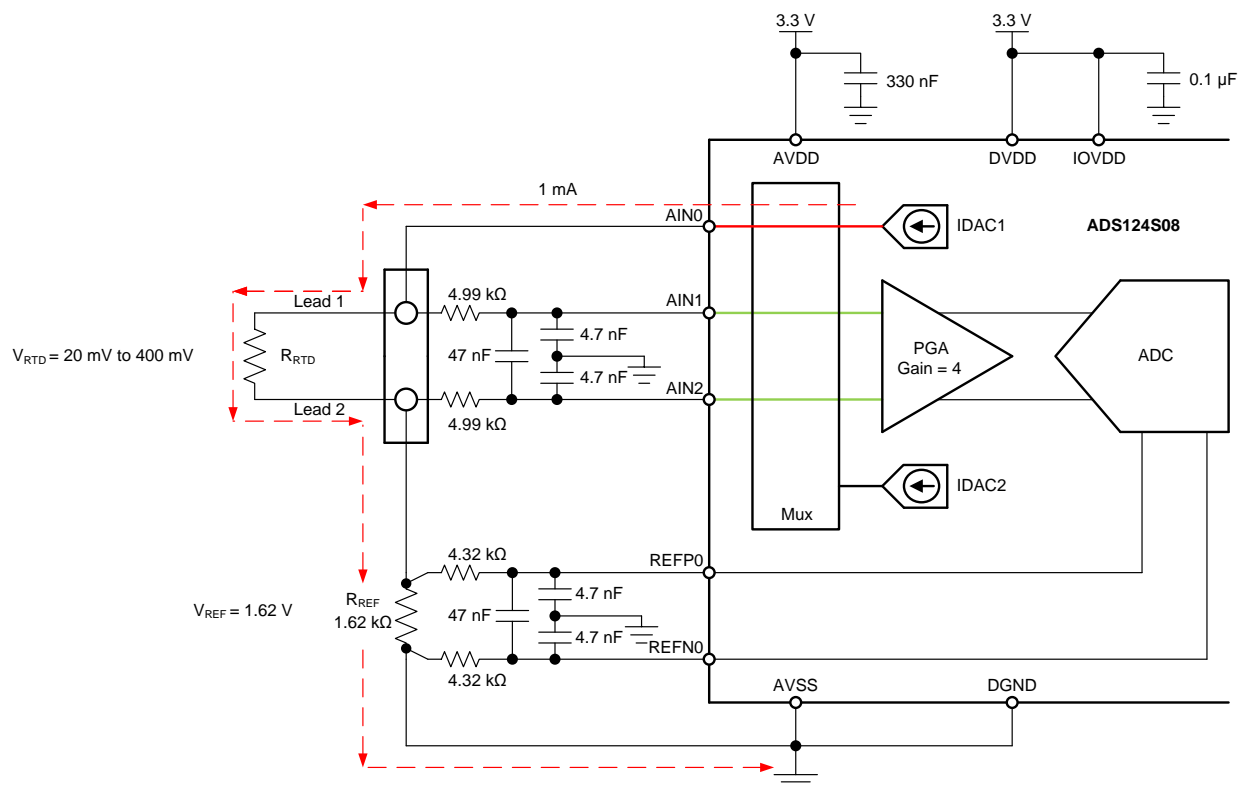 3.3 V
3.3 V
330 nF
0.1 µF
AVDD
DVDD
IOVDD
1 mA
AIN0
IDAC1
ADS124S08
Lead 1
4.99 kΩ
AIN1
4.7 nF
V_RTD = 20 mV to 400 mV
R_RTD
47 nF
PGA
Gain = 4
ADC
4.7 nF
Lead 2
AIN2
4.99 kΩ
IDAC2
Mux
4.32 kΩ
REFP0
4.7 nF
V_REF = 1.62 V
R_REF
1.62 kΩ
47 nF
4.7 nF
REFN0
4.32 kΩ
AVSS
DGND